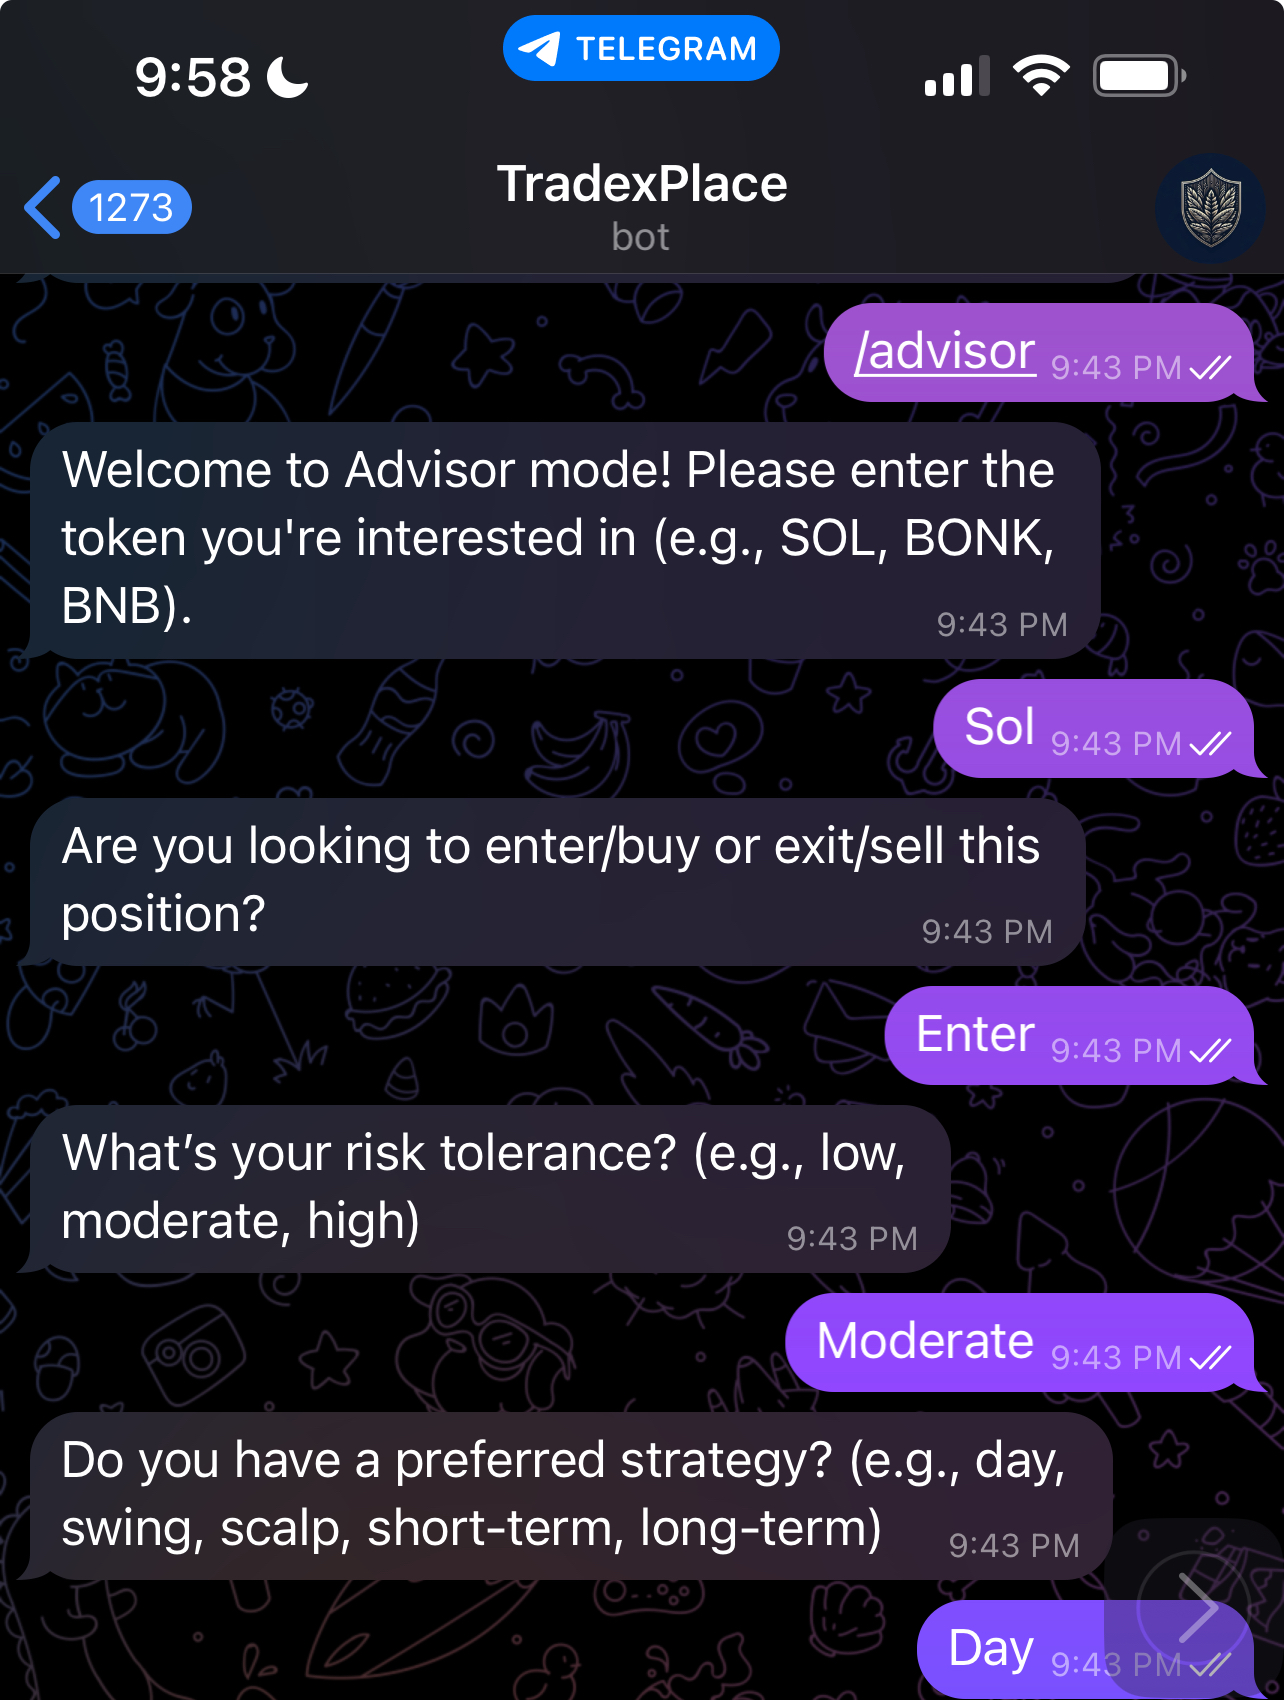 9:58
TELEGRAM
1273
TradexPlace
bot
/advisor 9:43 PM
Welcome to Advisor mode! Please enter the
token you're interested in (e.g., SOL, BONK,
BNB).
9:43 PM
Sol 9:43 PM
Are you looking to enter/buy or exit/sell this
position?
9:43 PM
Enter 9:43 PM
What’s your risk tolerance? (e.g., low,
moderate, high)
9:43 PM
Moderate 9:43 PM
Do you have a preferred strategy? (e.g., day,
swing, scalp, short-term, long-term)
9:43 PM
Day 9:43 PM